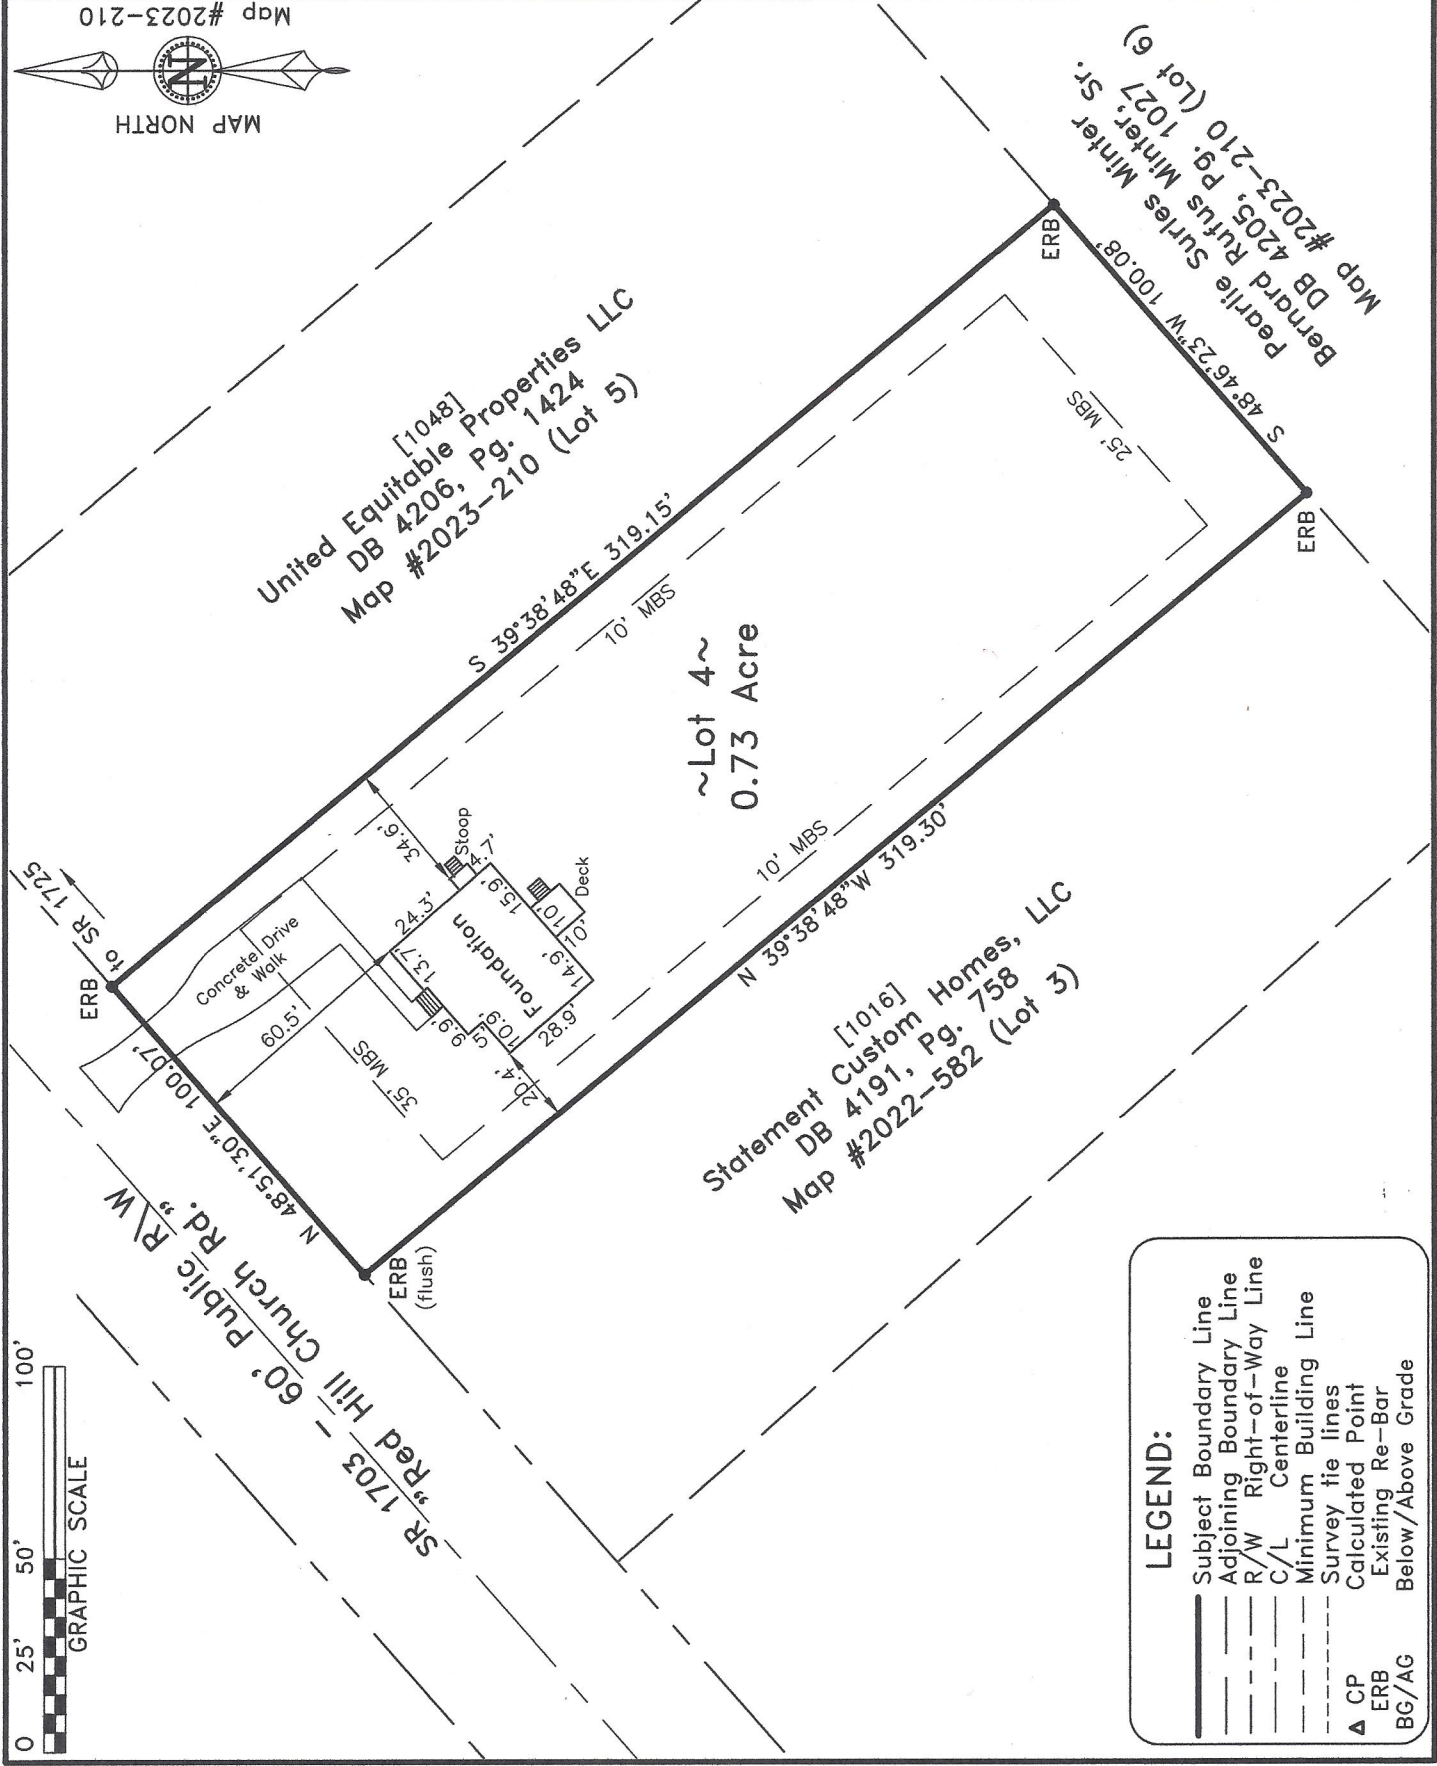 Map #2023-210
MAP NORTH
N
0 25' 50' 100'
GRAPHIC SCALE
SR 1703 - 60' Public R\W
"Red Hill Church Rd."
to SR 1725
ERB
N 48°51'30"E 100.07'
ERB
(flush)
Concrete Drive
& Walk
60.5'
35' MBS
24.3'
13.7'
9.9'
5'
10.9'
28.9'
20.4'
34.6'
Stoop
4.7'
15.9'
10'
10'
Deck
14.9'
Foundation
[1048]
United Equitable Properties LLC
DB 4206, Pg. 1424
Map #2023-210 (Lot 5)
S 39°38'48"E 319.15'
10' MBS
~Lot 4~
0.73 Acre
10' MBS
N 39°38'48"W 319.30'
25' MBS
ERB
S 48°46'23"W 100.08'
ERB
Pearlie Surles Minter
Bernard Rufus Minter, Sr.
DB 4205, Pg. 1027
Map #2023-210 (Lot 6)
[1016]
Statement Custom Homes, LLC
DB 4191, Pg. 758
Map #2022-582 (Lot 3)
LEGEND:
Subject Boundary Line
Adjoining Boundary Line
R/W Right-of-Way Line
C/L Centerline
Minimum Building Line
Survey tie lines
CP Calculated Point
ERB Existing Re-Bar
BG/AG Below/Above Grade